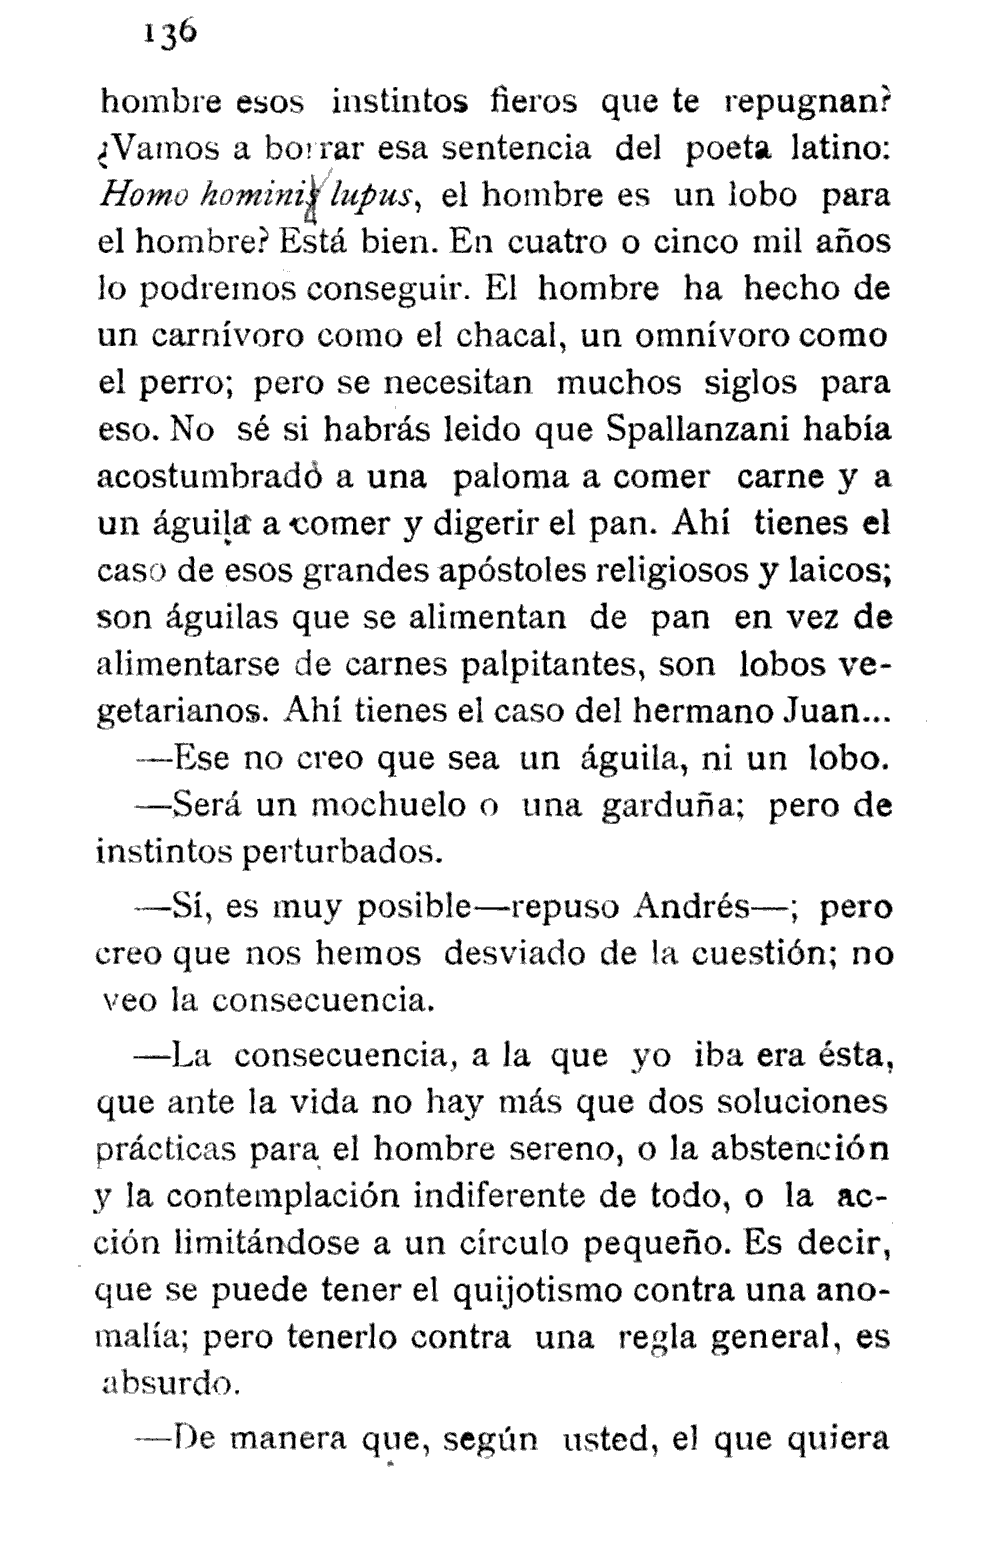 136
hombre esos instintos fieros que te repugnan?
¿Vamos a borrar esa sentencia del poeta latino:
Homo hominis lupus, el hombre es un lobo para
el hombre? Está bien. En cuatro o cinco mil años
lo podremos conseguir. El hombre ha hecho de
un carnívoro como el chacal, un omnívoro como
el perro; pero se necesitan muchos siglos para
eso. No sé si habrás leido que Spallanzani había
acostumbrado a una paloma a comer carne y a
un águila a comer y digerir el pan. Ahí tienes el
caso de esos grandes apóstoles religiosos y laicos;
son águilas que se alimentan de pan en vez de
alimentarse de carnes palpitantes, son lobos ve-
getarianos. Ahí tienes el caso del hermano Juan...
—Ese no creo que sea un águila, ni un lobo.
—Será un mochuelo o una garduña; pero de
instintos perturbados.
—Sí, es muy posible—repuso Andrés—; pero
creo que nos hemos desviado de la cuestión; no
veo la consecuencia.
—La consecuencia, a la que yo iba era ésta,
que ante la vida no hay más que dos soluciones
prácticas para el hombre sereno, o la abstención
y la contemplación indiferente de todo, o la ac-
ción limitándose a un círculo pequeño. Es decir,
que se puede tener el quijotismo contra una ano-
malía; pero tenerlo contra una regla general, es
absurdo.
—De manera que, según usted, el que quiera